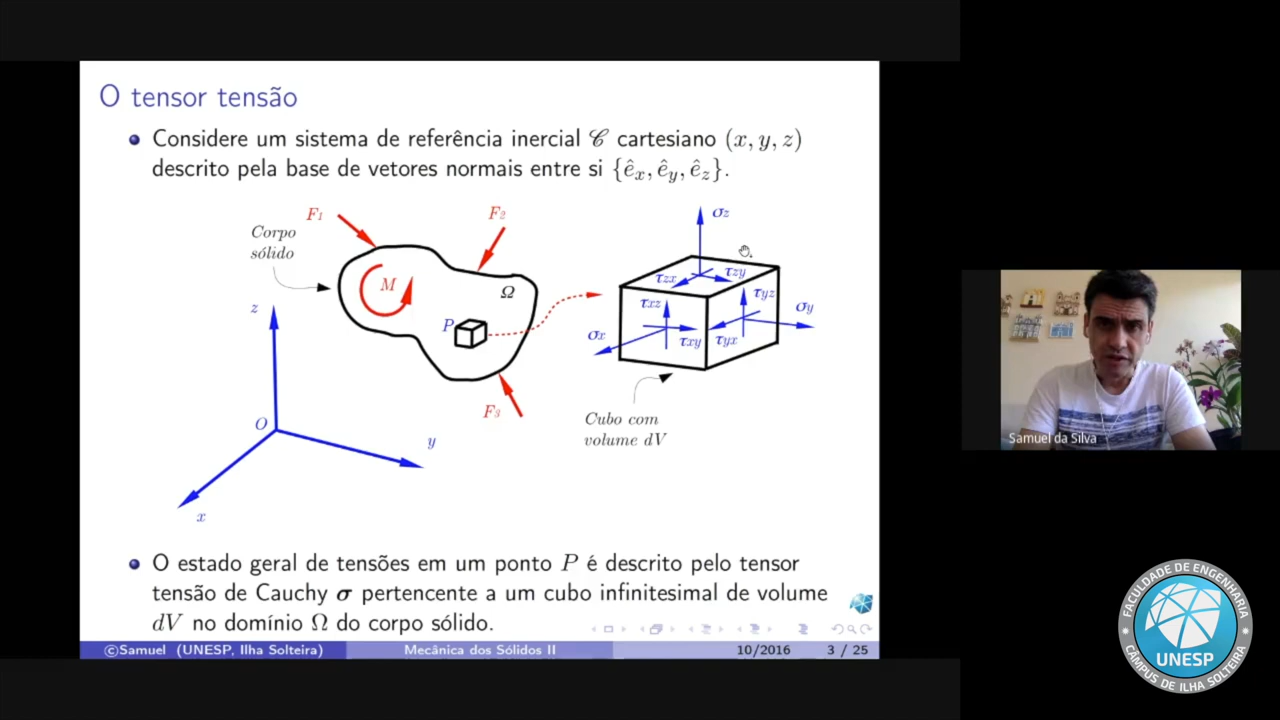 O tensor tensão
Considere um sistema de referência inercial 𝒞 cartesiano (x, y, z)
descrito pela base de vetores normais entre si {êx, êy, êz}.
F1
F2
Corpo
sólido
M
Ω
P
F3
z
O
y
x
σz
τzx
τzy
τxz
τyz
σy
σx
τxy
τyx
Cubo com
volume dV
O estado geral de tensões em um ponto P é descrito pelo tensor
tensão de Cauchy σ pertencente a um cubo infinitesimal de volume
dV no domínio Ω do corpo sólido.
©Samuel (UNESP, Ilha Solteira)
Mecânica dos Sólidos II
10/2016
3 / 25
Samuel da Silva
FACULDADE DE ENGENHARIA
UNESP
CÂMPUS DE ILHA SOLTEIRA